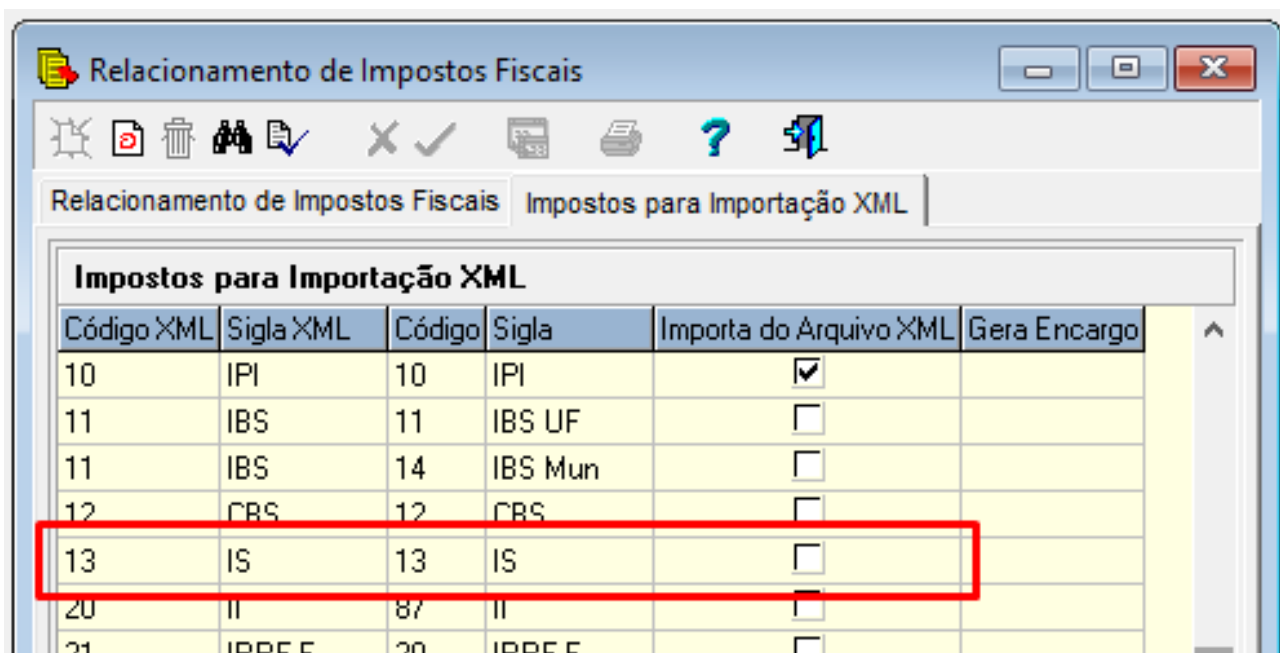 Relacionamento de Impostos Fiscais
Relacionamento de Impostos Fiscais Impostos para Importação XML
Impostos para Importação XML
Código XML Sigla XML Código Sigla Importa do Arquivo XML Gera Encargo
10 IPI 10 IPI
11 IBS 11 IBS UF
11 IBS 14 IBS Mun
12 CBS 12 CBS
13 IS 13 IS
20 II 87 II
21